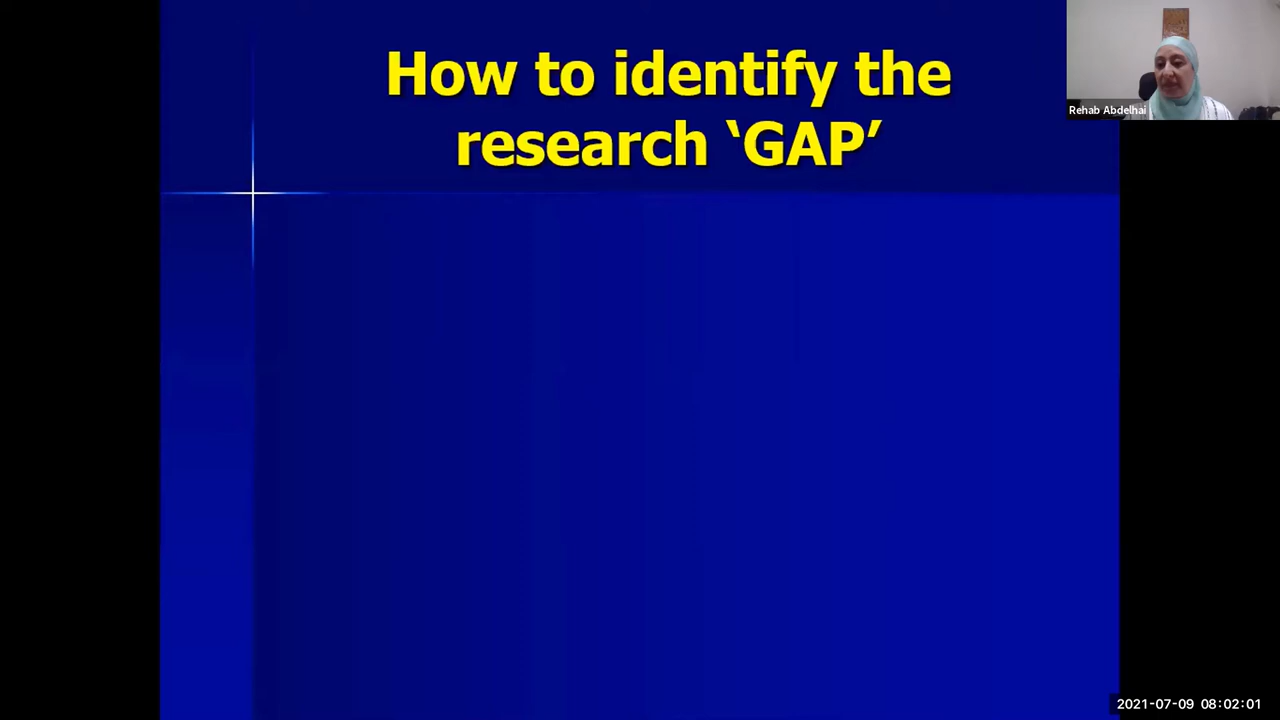 How to identify the
research ‘GAP’
Rehab Abdelhai
2021-07-09 08:02:01